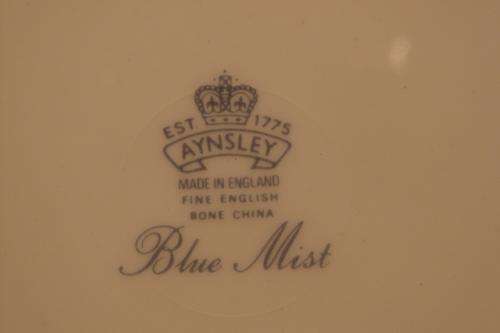 EST 1775
AYNSLEY
MADE IN ENGLAND
FINE ENGLISH
BONE CHINA
Blue Mist